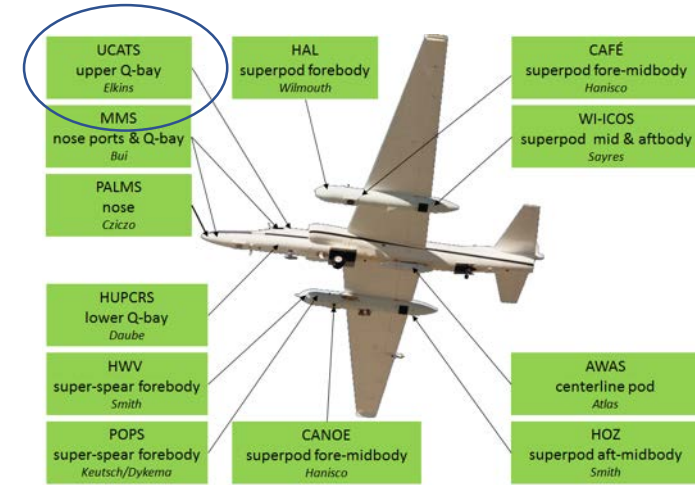 UCATS
upper Q-bay
Elkins
HAL
superpod forebody
Wilmouth
CAFÉ
superpod fore-midbody
Hanisco
MMS
nose ports & Q-bay
Bui
WI-ICOS
superpod mid & aftbody
Sayres
PALMS
nose
Cziczo
HUPCRS
lower Q-bay
Daube
HWV
super-spear forebody
Smith
AWAS
centerline pod
Atlas
POPS
super-spear forebody
Keutsch/Dykema
CANOE
superpod fore-midbody
Hanisco
HOZ
superpod aft-midbody
Smith